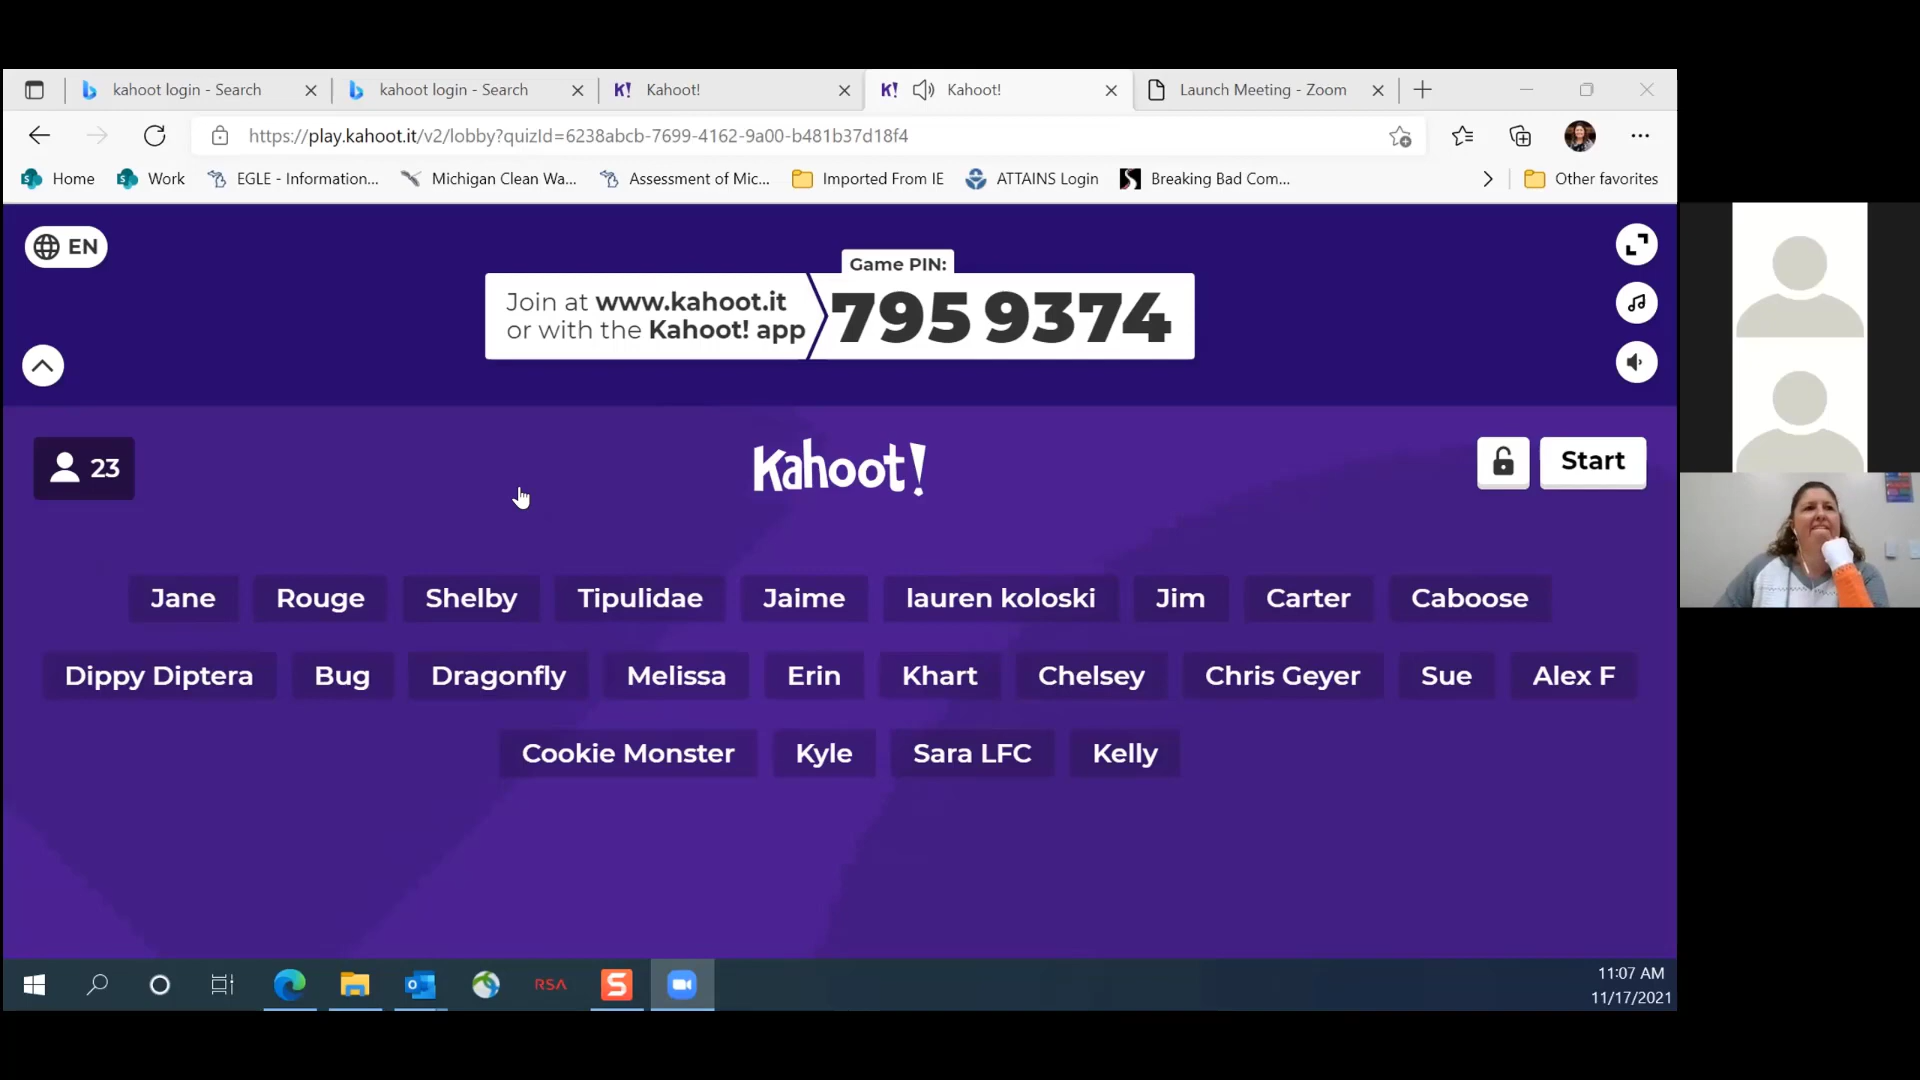 kahoot login - Search kahoot login - Search K! Kahoot! K! Kahoot! Launch Meeting - Zoom
https://play.kahoot.it/v2/lobby?quizId=6238abcb-7699-4162-9a00-b481b37d18f4
Home Work EGLE - Information... Michigan Clean Wa... Assessment of Mic... Imported From IE ATTAINS Login Breaking Bad Com... Other favorites
EN
Game PIN:
Join at www.kahoot.it
or with the Kahoot! app
795 9374
23
Kahoot!
Start
Jane Rouge Shelby Tipulidae Jaime lauren koloski Jim Carter Caboose
Dippy Diptera Bug Dragonfly Melissa Erin Khart Chelsey Chris Geyer Sue Alex F
Cookie Monster Kyle Sara LFC Kelly
RSA
11:07 AM
11/17/2021